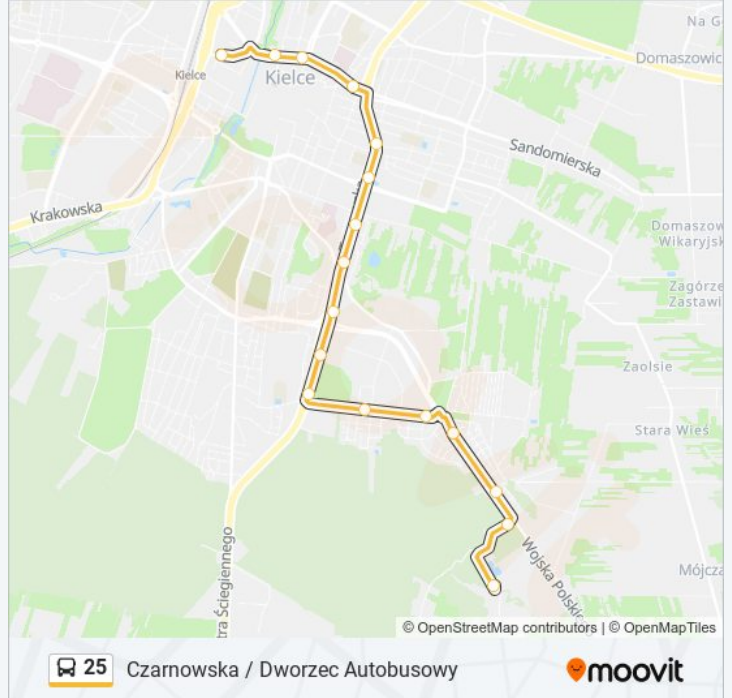 Na G
Domaszowic
Kielce
Kielce
Sandomierska
Krakowska
Domaszow
Wikaryjsk
Zagórze
Zastawi
Zaolsie
Stara Wieś
Wojska Polskie
Mójcza
tra Ściegiennego
© OpenStreetMap contributors | © OpenMapTiles
25 Czarnowska / Dworzec Autobusowy
moovit